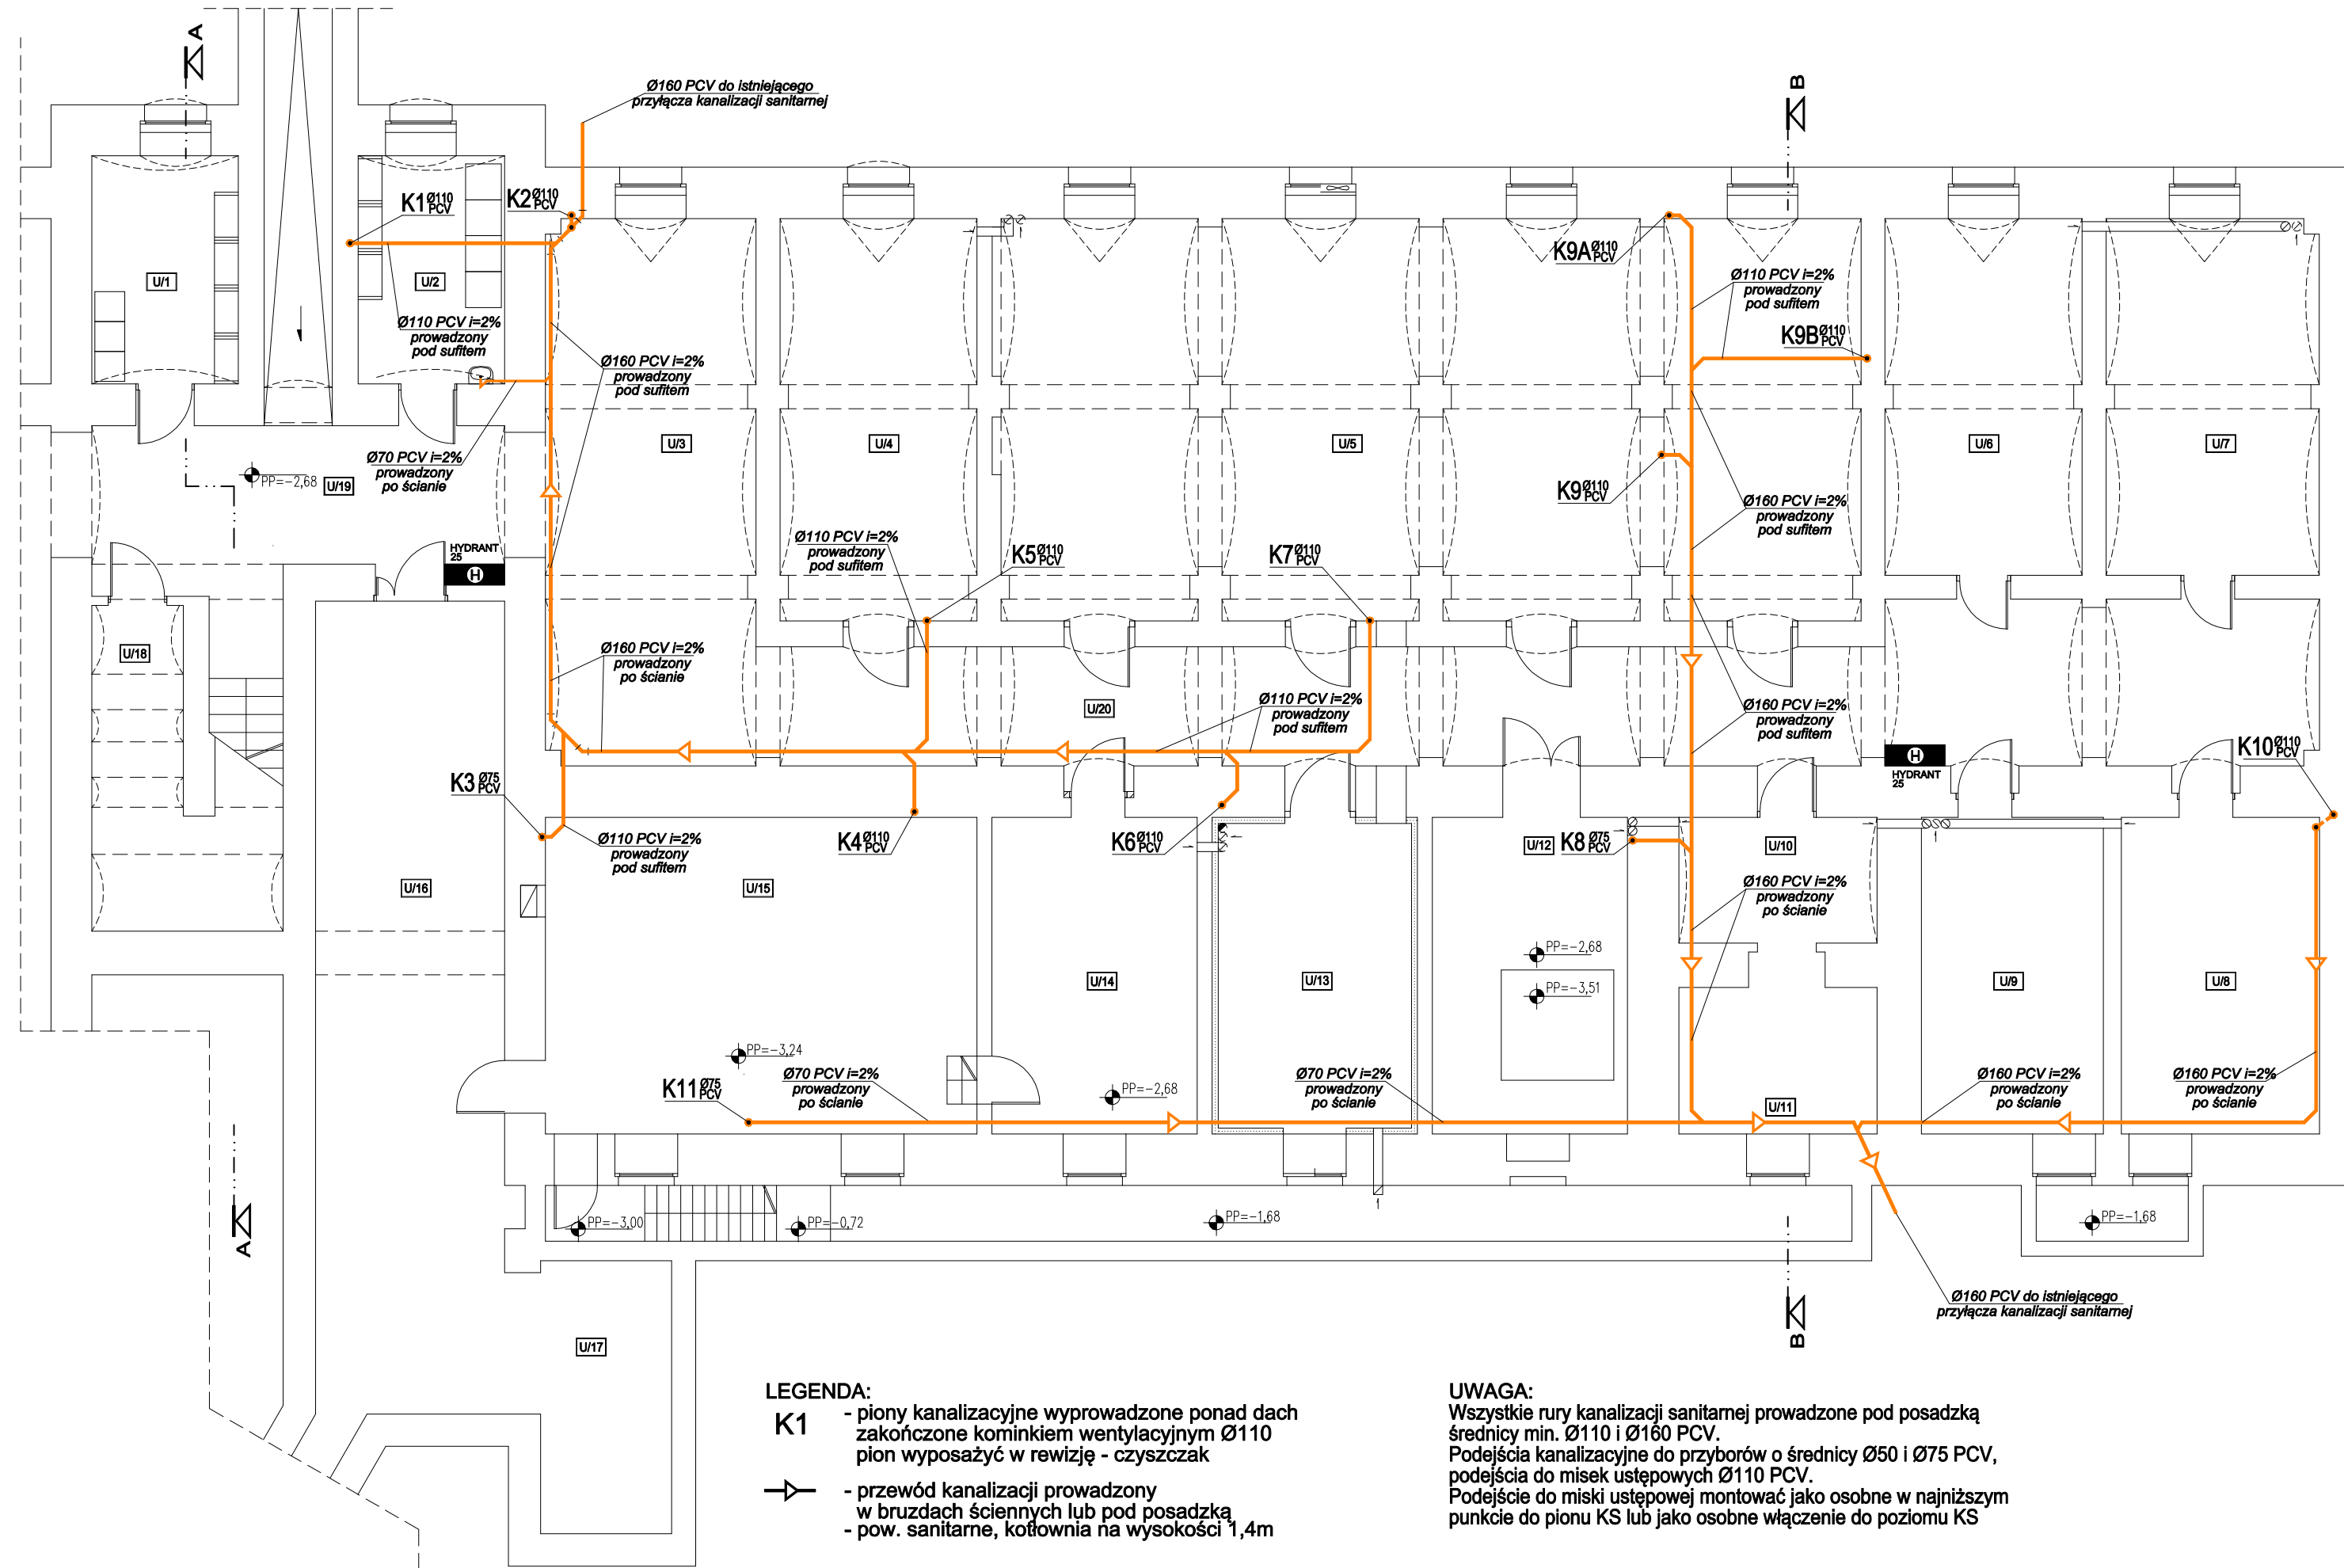 A
B
Ø160 PCV do istniejącego
przyłącza kanalizacji sanitarnej
K1 Ø110
PCV
K2 Ø110
PCV
K9A Ø110
PCV
U/1
U/2
Ø110 PCV i=2%
prowadzony
pod sufitem
Ø110 PCV i=2%
prowadzony
pod sufitem
K9B Ø110
PCV
Ø160 PCV i=2%
prowadzony
pod sufitem
U/3
U/4
U/5
U/6
U/7
Ø70 PCV i=2%
prowadzony
po ścianie
PP=-2,68
U/19
K9 Ø110
PCV
Ø160 PCV i=2%
prowadzony
pod sufitem
HYDRANT
25
H
Ø110 PCV i=2%
prowadzony
pod sufitem
K5 Ø110
PCV
K7 Ø110
PCV
U/18
Ø160 PCV i=2%
prowadzony
po ścianie
U/20
Ø110 PCV i=2%
prowadzony
pod sufitem
Ø160 PCV i=2%
prowadzony
pod sufitem
H
HYDRANT
25
K10 Ø110
PCV
K3 Ø75
PCV
Ø110 PCV i=2%
prowadzony
pod sufitem
K4 Ø110
PCV
K6 Ø110
PCV
U/12
K8 Ø75
PCV
U/10
U/16
U/15
Ø160 PCV i=2%
prowadzony
po ścianie
PP=-2,68
U/14
U/13
PP=-3,51
U/9
U/8
PP=-3,24
K11 Ø75
PCV
Ø70 PCV i=2%
prowadzony
po ścianie
PP=-2,68
Ø70 PCV i=2%
prowadzony
po ścianie
U/11
Ø160 PCV i=2%
prowadzony
po ścianie
Ø160 PCV i=2%
prowadzony
po ścianie
A
PP=-3,00
PP=-0,72
PP=-1,68
PP=-1,68
Ø160 PCV do istniejącego
przyłącza kanalizacji sanitarnej
B
U/17
LEGENDA:
K1 - piony kanalizacyjne wyprowadzone ponad dach
zakończone kominkiem wentylacyjnym Ø110
pion wyposażyć w rewizję - czyszczak
- przewód kanalizacji prowadzony
w bruzdach ściennych lub pod posadzką
- pow. sanitarne, kotłownia na wysokości 1,4m
UWAGA:
Wszystkie rury kanalizacji sanitarnej prowadzone pod posadzką
średnicy min. Ø110 i Ø160 PCV.
Podejścia kanalizacyjne do przyborów o średnicy Ø50 i Ø75 PCV,
podejścia do misek ustępowych Ø110 PCV.
Podejście do miski ustępowej montować jako osobne w najniższym
punkcie do pionu KS lub jako osobne włączenie do poziomu KS